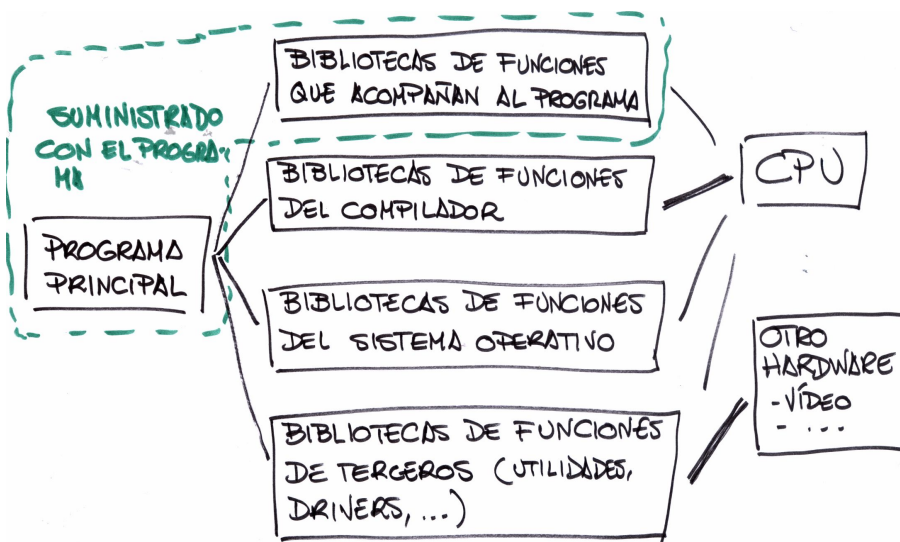 BIBLIOTECAS DE FUNCIONES
QUE ACOMPAÑAN AL PROGRAMA
SUMINISTRADO
CON EL PROGRA-
MA
BIBLIOTECAS DE FUNCIONES
DEL COMPILADOR
CPU
PROGRAMA
PRINCIPAL
BIBLIOTECAS DE FUNCIONES
DEL SISTEMA OPERATIVO
OTRO
HARDWARE
- VÍDEO
- ...
BIBLIOTECAS DE FUNCIONES
DE TERCEROS (UTILIDADES,
DRIVERS, ...)